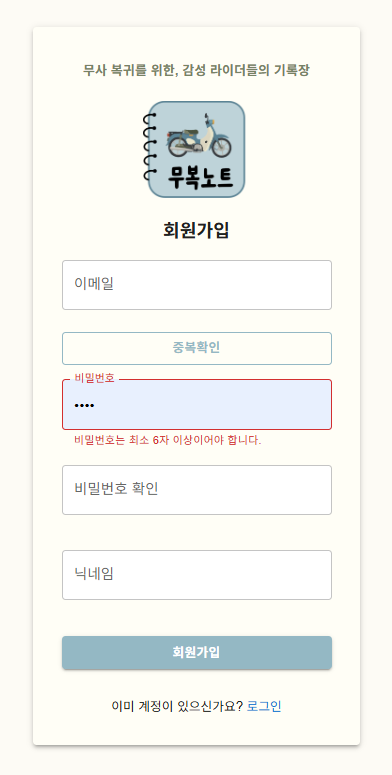 무사 복귀를 위한, 감성 라이더들의 기록장
무복노트
회원가입
이메일
중복확인
비밀번호
••••
비밀번호는 최소 6자 이상이어야 합니다.
비밀번호 확인
닉네임
회원가입
이미 계정이 있으신가요? 로그인